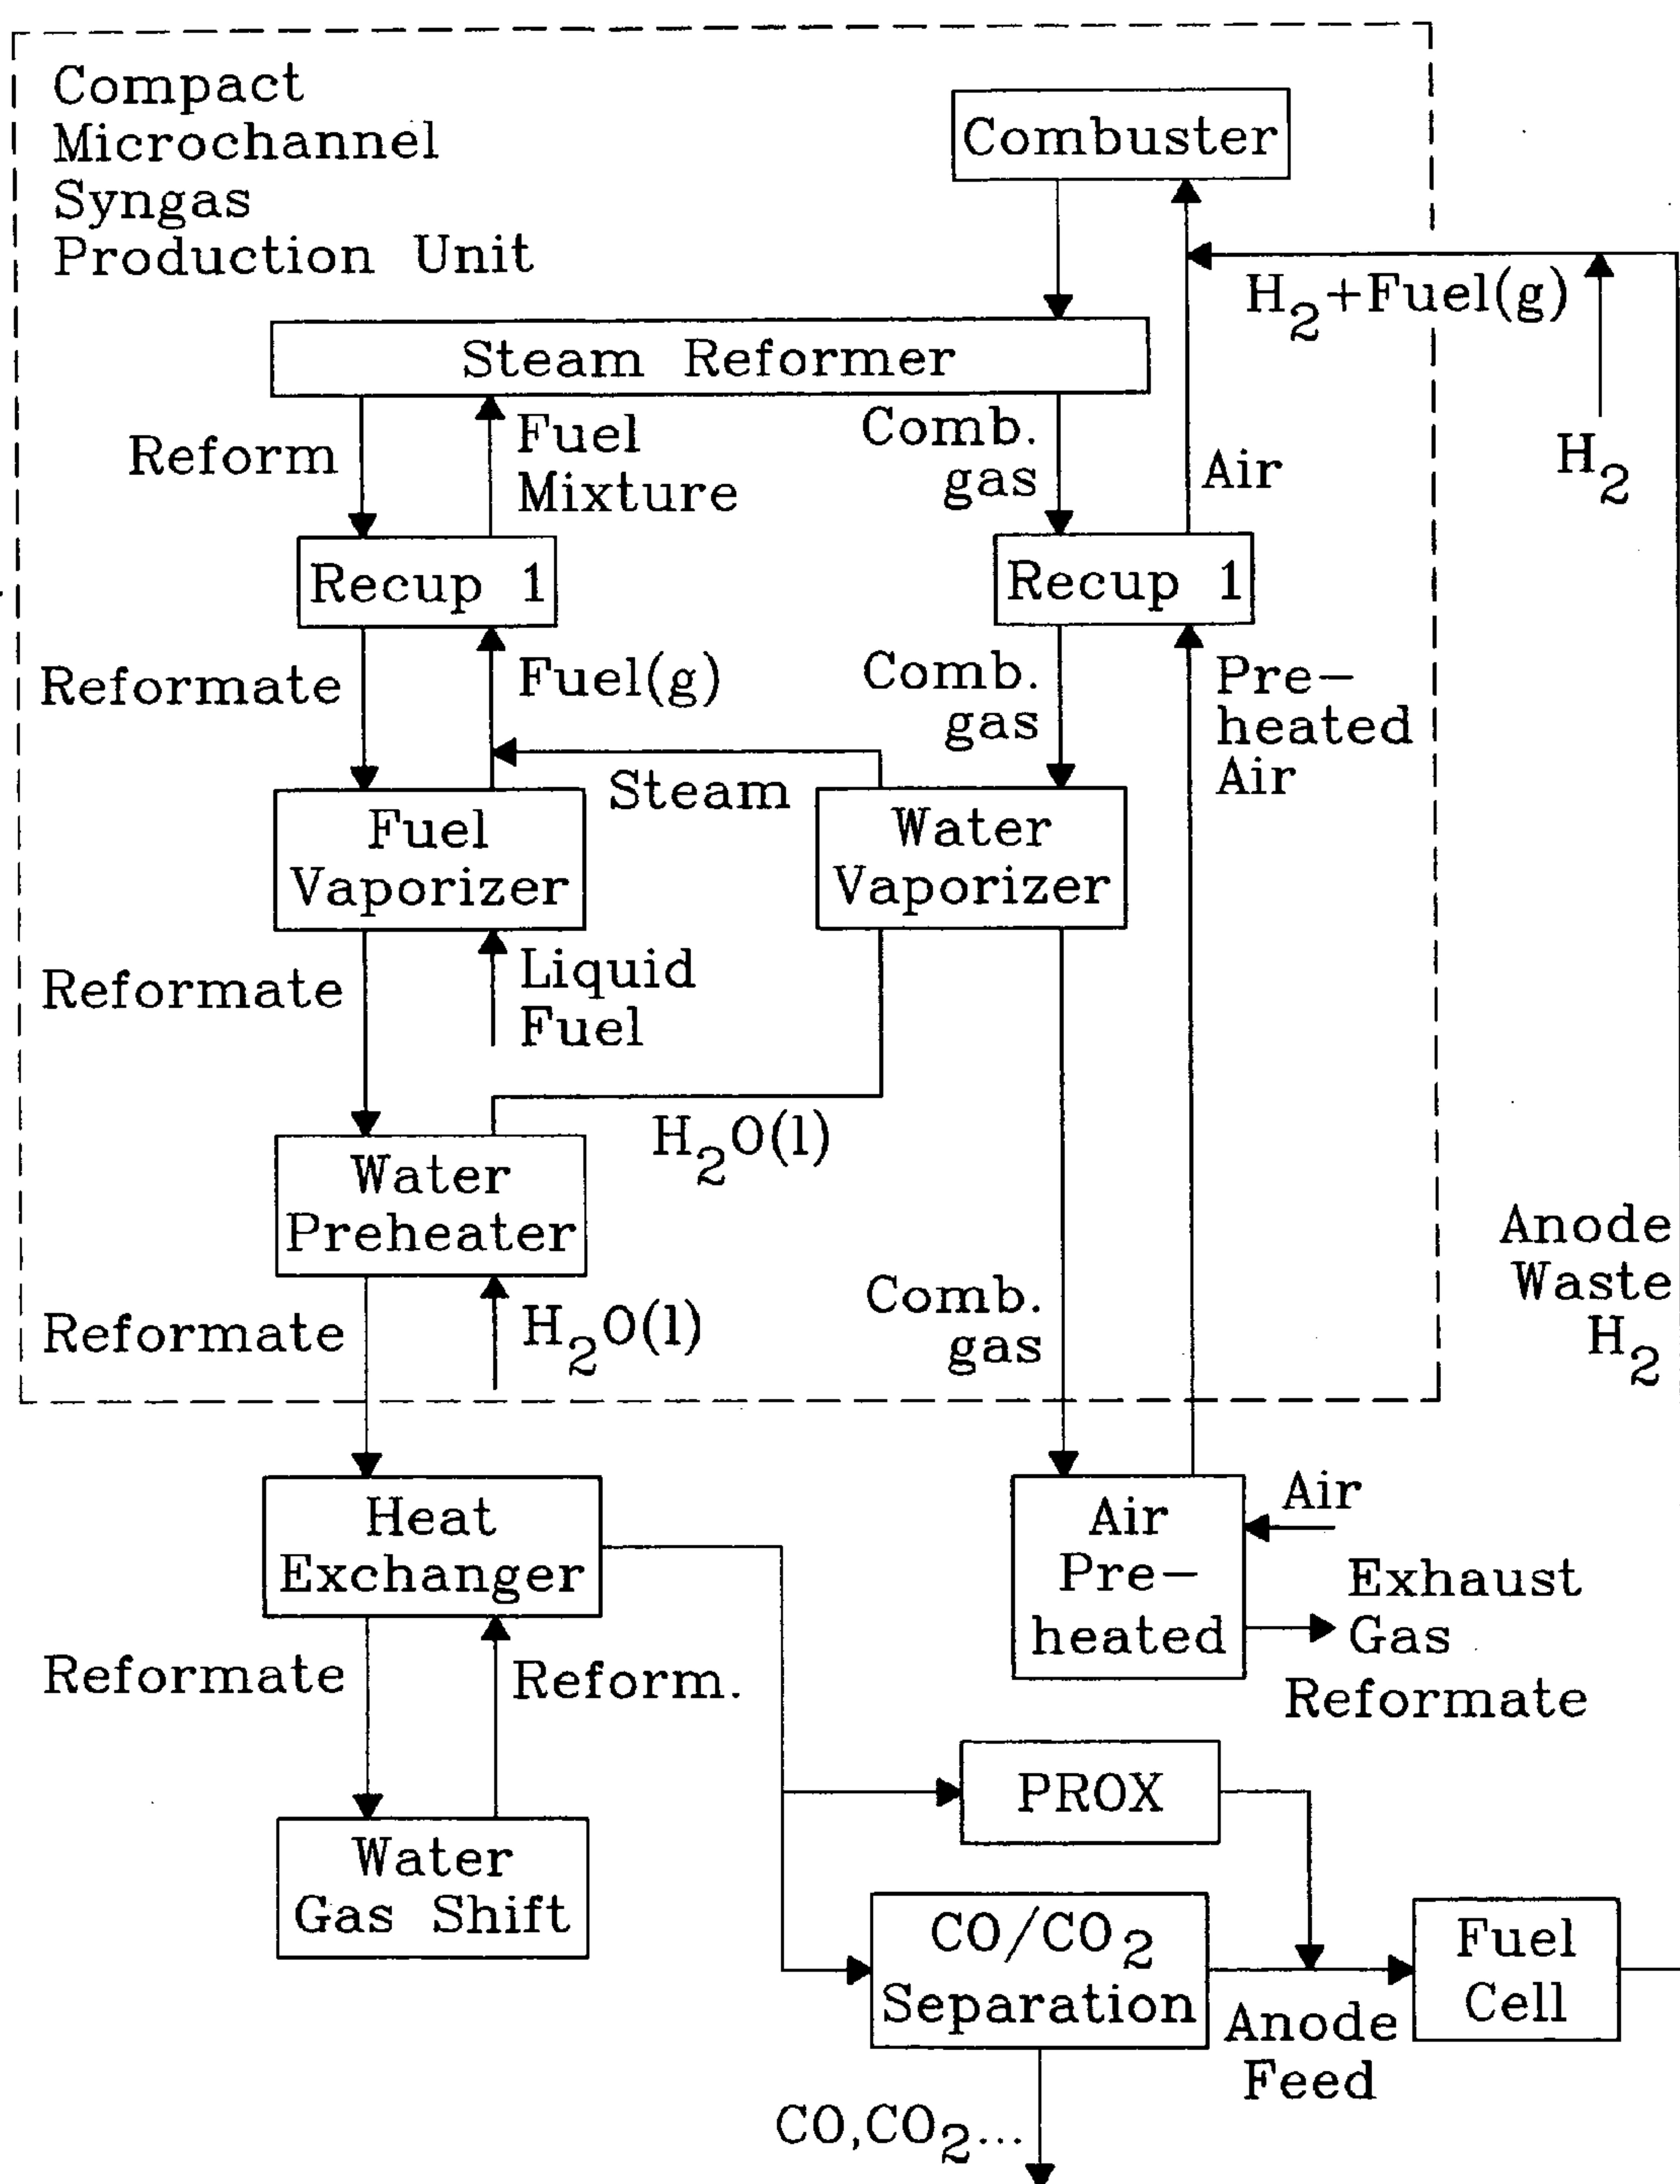 Compact
Microchannel
Syngas
Production Unit
Combuster
H2+Fuel(g)
H2
Steam Reformer
Reform
Fuel
Mixture
Comb.
gas
Air
Recup 1
Recup 1
Reformate
Fuel(g)
Comb.
gas
Pre-
heated
Air
Steam
Fuel
Vaporizer
Water
Vaporizer
Reformate
Liquid
Fuel
H2O(l)
Water
Preheater
Reformate
H2O(l)
Comb.
gas
Anode
Waste
H2
Heat
Exchanger
Air
Pre-
heated
Air
Exhaust
Gas
Reformate
Reformate
Reform.
PROX
Water
Gas Shift
CO/CO2
Separation
Fuel
Cell
Anode
Feed
CO,CO2...